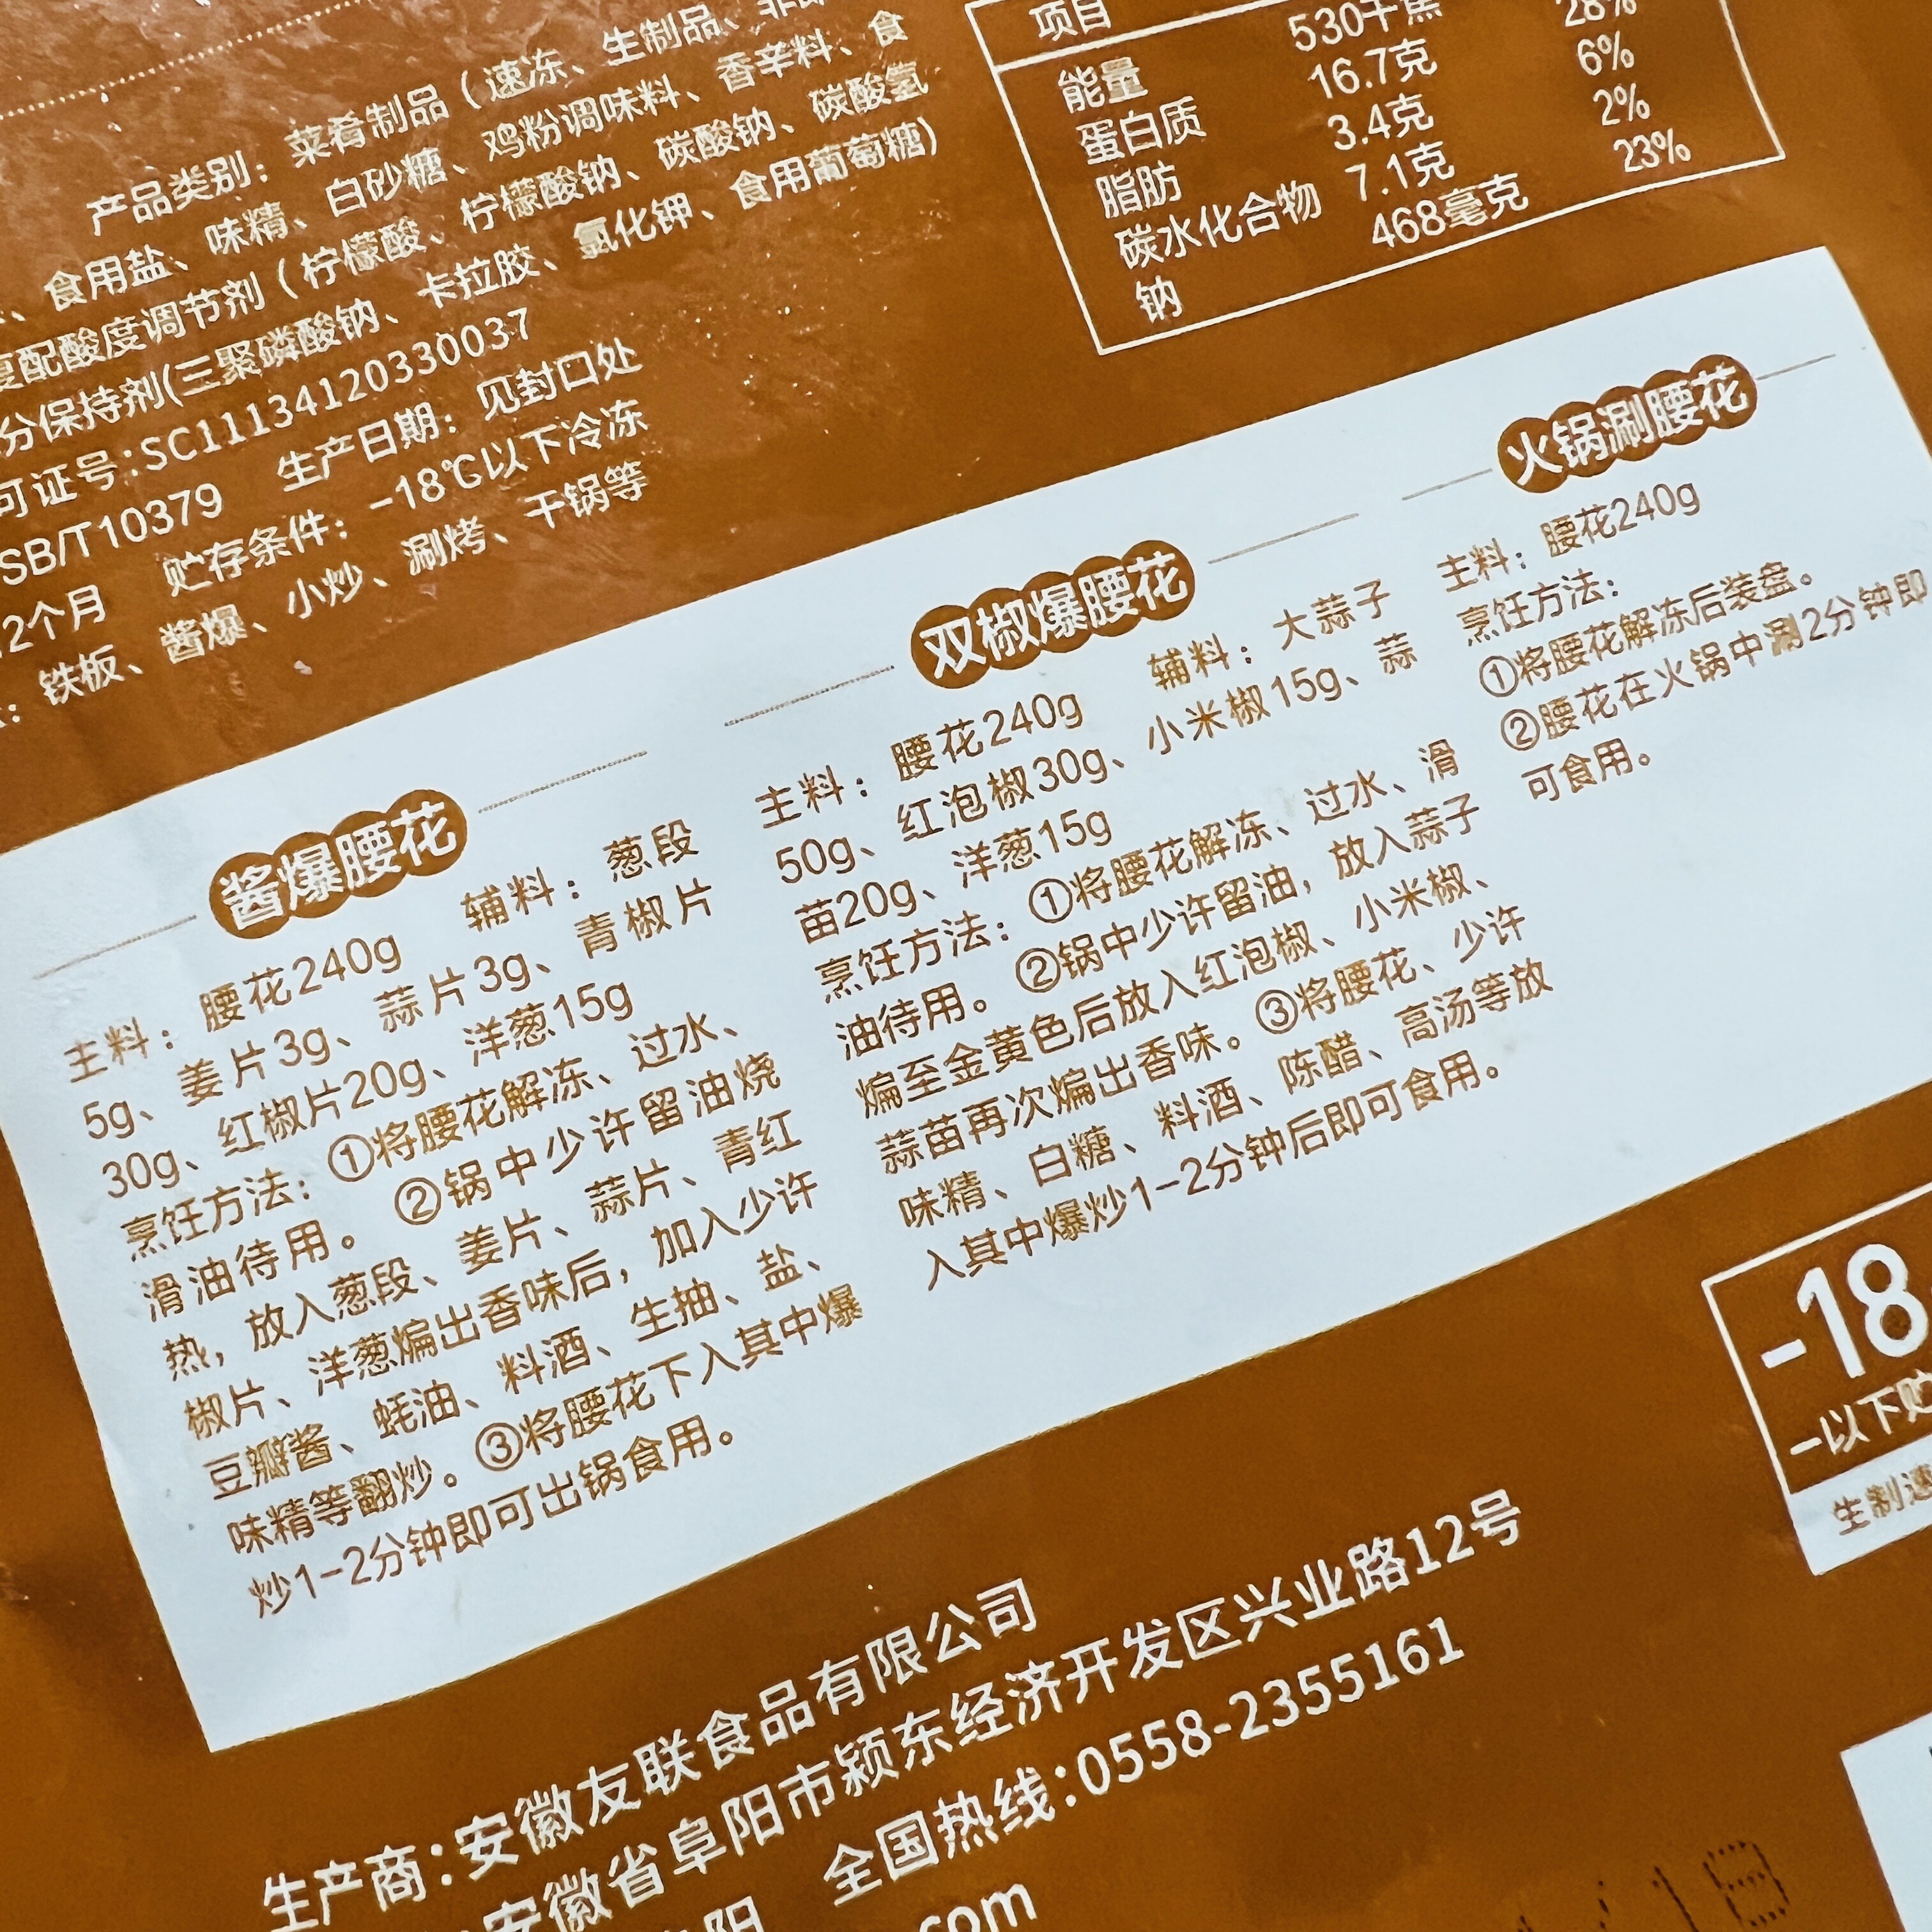 产品类别：菜肴制品（速冻、生制品、非即
、食用盐、味精、白砂糖、鸡粉调味料、香辛料、食
复配酸度调节剂（柠檬酸、柠檬酸钠、碳酸钠、碳酸氢
分保持剂(三聚磷酸钠、卡拉胶、氯化钾、食用葡萄糖)
可证号:SC11134120330037
SB/T10379 生产日期：见封口处
2个月 贮存条件：-18℃以下冷冻
：铁板、酱爆、小炒、涮烤、干锅等
项目
能量 530千焦
蛋白质 16.7克 28%
脂肪 3.4克 6%
碳水化合物 7.1克 2%
钠 468毫克 23%
酱爆腰花
主料：腰花240g 辅料：葱段
5g、姜片3g、蒜片3g、青椒片
30g、红椒片20g、洋葱15g
烹饪方法：①将腰花解冻、过水、
滑油待用。②锅中少许留油烧
热，放入葱段、姜片、蒜片、青红
椒片、洋葱煸出香味后，加入少许
豆瓣酱、蚝油、料酒、生抽、盐、
味精等翻炒。③将腰花下入其中爆
炒1-2分钟即可出锅食用。
双椒爆腰花
主料：腰花240g 辅料：大蒜子
50g、红泡椒30g、小米椒15g、蒜
苗20g、洋葱15g
烹饪方法：①将腰花解冻、过水、滑
油待用。②锅中少许留油，放入蒜子
煸至金黄色后放入红泡椒、小米椒、
蒜苗再次煸出香味。③将腰花、少许
味精、白糖、料酒、陈醋、高汤等放
入其中爆炒1-2分钟后即可食用。
火锅涮腰花
主料：腰花240g
烹饪方法：
①将腰花解冻后装盘。
②腰花在火锅中涮2分钟即
可食用。
-18
以下贮
生制速
生产商:安徽友联食品有限公司
安徽省阜阳市颍东经济开发区兴业路12号
阳 全国热线:0558-2355161
.com